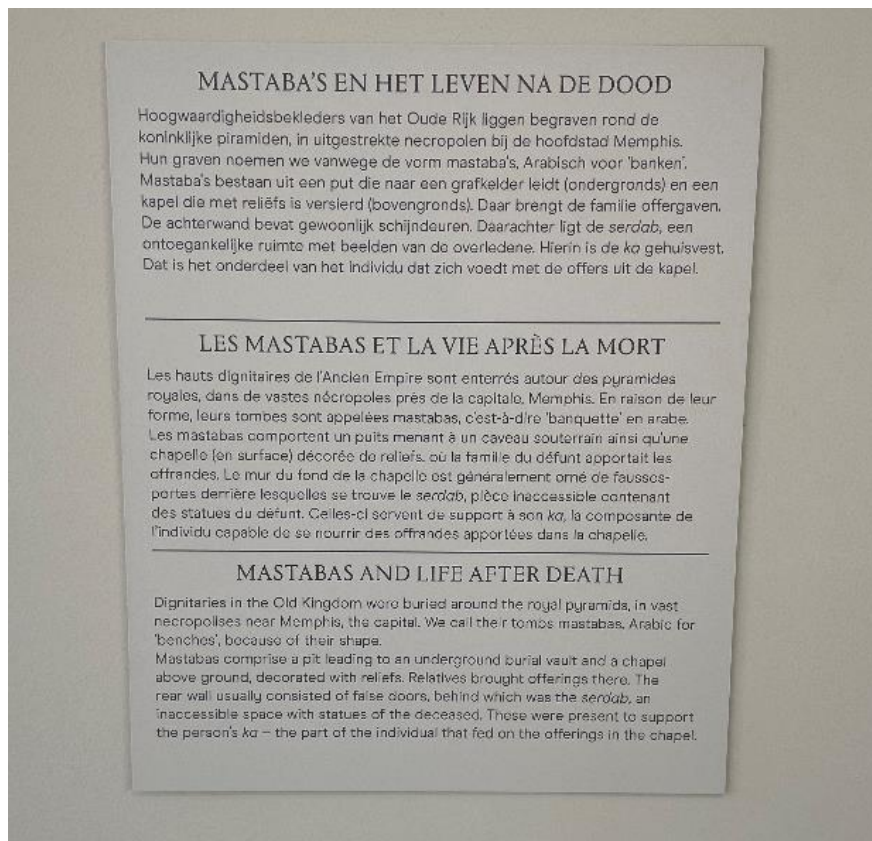 MASTABA'S EN HET LEVEN NA DE DOOD
Hoogwaardigheidsbekleders van het Oude Rijk liggen begraven rond de
koninklijke piramiden, in uitgestrekte necropolen bij de hoofdstad Memphis.
Hun graven noemen we vanwege de vorm mastaba's, Arabisch voor 'banken'.
Mastaba's bestaan uit een put die naar een grafkelder leidt (ondergronds) en een
kapel die met reliëfs is versierd (bovengronds). Daar brengt de familie offergaven.
De achterwand bevat gewoonlijk schijndeuren. Daarachter ligt de serdab, een
ontoegankelijke ruimte met beelden van de overledene. Hierin is de ka gehuisvest.
Dat is het onderdeel van het individu dat zich voedt met de offers uit de kapel.
LES MASTABAS ET LA VIE APRÈS LA MORT
Les hauts dignitaires de l'Ancien Empire sont enterrés autour des pyramides
royales, dans de vastes nécropoles près de la capitale, Memphis. En raison de leur
forme, leurs tombes sont appelées mastabas, c'est-à-dire 'banquette' en arabe.
Les mastabas comportent un puits menant à un caveau souterrain ainsi qu'une
chapelle (en surface) décorée de reliefs, où la famille du défunt apportait les
offrandes. Le mur du fond de la chapelle est généralement orné de fausses-
portes derrière lesquelles se trouve le serdab, pièce inaccessible contenant
des statues du défunt. Celles-ci servent de support à son ka, la composante de
l'individu capable de se nourrir des offrandes apportées dans la chapelle.
MASTABAS AND LIFE AFTER DEATH
Dignitaries in the Old Kingdom were buried around the royal pyramids, in vast
necropolises near Memphis, the capital. We call their tombs mastabas, Arabic for
'benches', because of their shape.
Mastabas comprise a pit leading to an underground burial vault and a chapel
above ground, decorated with reliefs. Relatives brought offerings there. The
rear wall usually consisted of false doors, behind which was the serdab, an
inaccessible space with statues of the deceased. These were present to support
the person's ka – the part of the individual that fed on the offerings in the chapel.